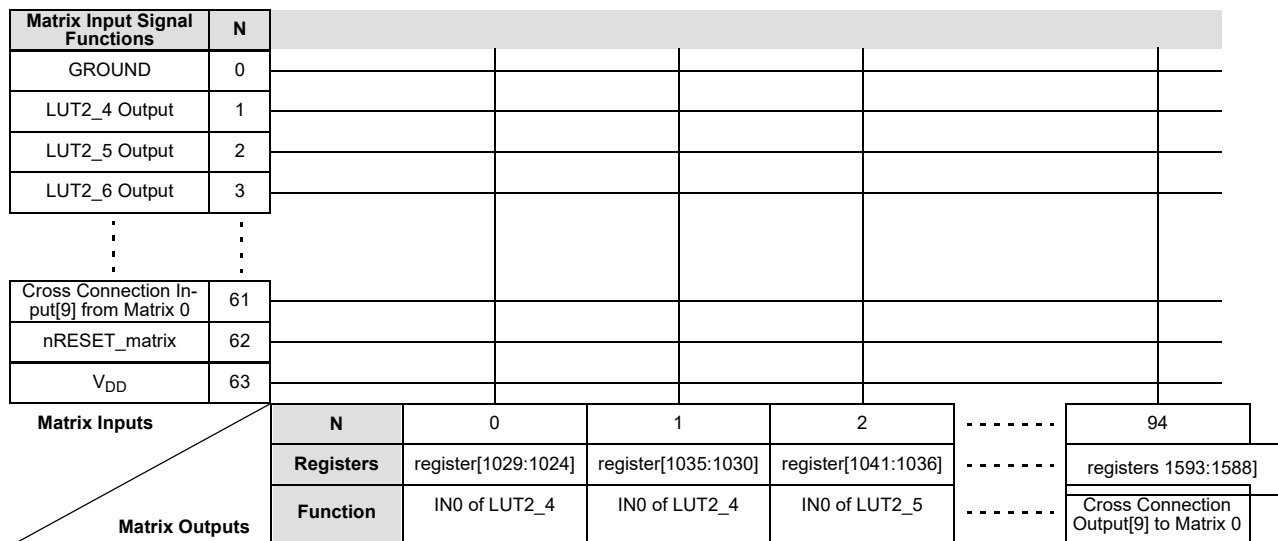 Matrix Input Signal
Functions
N
GROUND 0
LUT2_4 Output 1
LUT2_5 Output 2
LUT2_6 Output 3
Cross Connection In-
put[9] from Matrix 0
61
nRESET_matrix 62
VDD 63
Matrix Inputs
N 0 1 2 94
Registers register[1029:1024] register[1035:1030] register[1041:1036] registers 1593:1588]
Function IN0 of LUT2_4 IN0 of LUT2_4 IN0 of LUT2_5
Cross Connection
Output[9] to Matrix 0
Matrix Outputs